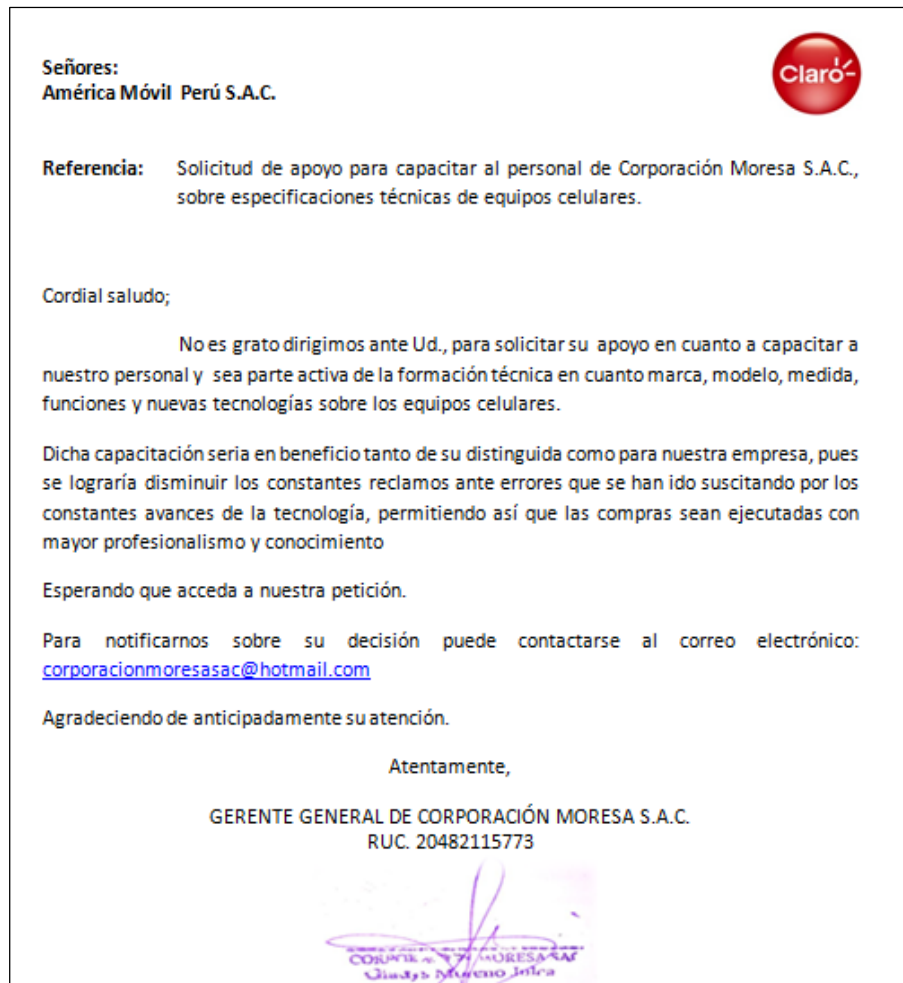 Señores:
América Móvil Perú S.A.C.
Claro
Referencia: Solicitud de apoyo para capacitar al personal de Corporación Moresa S.A.C.,
sobre especificaciones técnicas de equipos celulares.
Cordial saludo;
No es grato dirigimos ante Ud., para solicitar su apoyo en cuanto a capacitar a
nuestro personal y sea parte activa de la formación técnica en cuanto marca, modelo, medida,
funciones y nuevas tecnologías sobre los equipos celulares.
Dicha capacitación seria en beneficio tanto de su distinguida como para nuestra empresa, pues
se lograría disminuir los constantes reclamos ante errores que se han ido suscitando por los
constantes avances de la tecnología, permitiendo así que las compras sean ejecutadas con
mayor profesionalismo y conocimiento
Esperando que acceda a nuestra petición.
Para notificarnos sobre su decisión puede contactarse al correo electrónico:
corporacionmoresasac@hotmail.com
Agradeciendo de anticipadamente su atención.
Atentamente,
GERENTE GENERAL DE CORPORACIÓN MORESA S.A.C.
RUC. 20482115773
MORESA SAC
Gladys Moreno